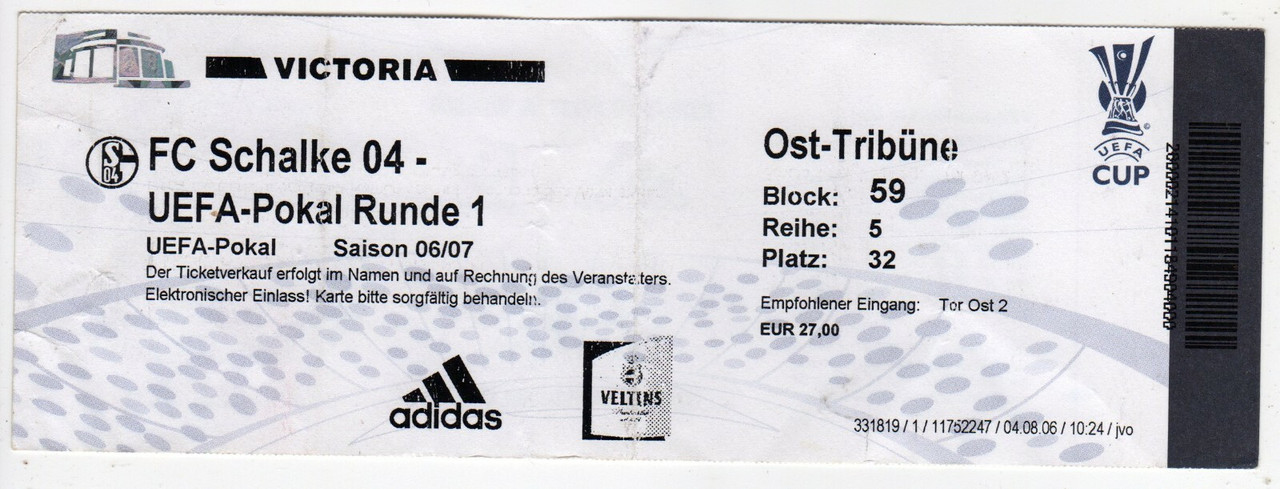 VICTORIA
FC Schalke 04 -
UEFA-Pokal Runde 1
UEFA-Pokal Saison 06/07
Der Ticketverkauf erfolgt im Namen und auf Rechnung des Veranstalters.
Elektronischer Einlass! Karte bitte sorgfältig behandeln.
S 04
adidas
VELTINS
Ost-Tribüne
Block: 59
Reihe: 5
Platz: 32
Empfohlener Eingang: Tor Ost 2
EUR 27,00
331819 / 1 / 11752247 / 04.08.06 / 10:24 / jvo
UEFA
CUP